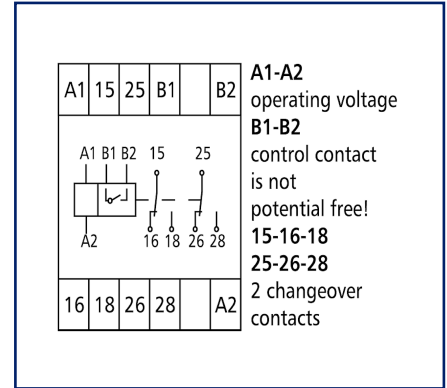 A1 15 25 B1 B2
A1 B1 B2 15 25
A2 16 18 26 28
16 18 26 28 A2
A1-A2
operating voltage
B1-B2
control contact
is not
potential free!
15-16-18
25-26-28
2 changeover
contacts